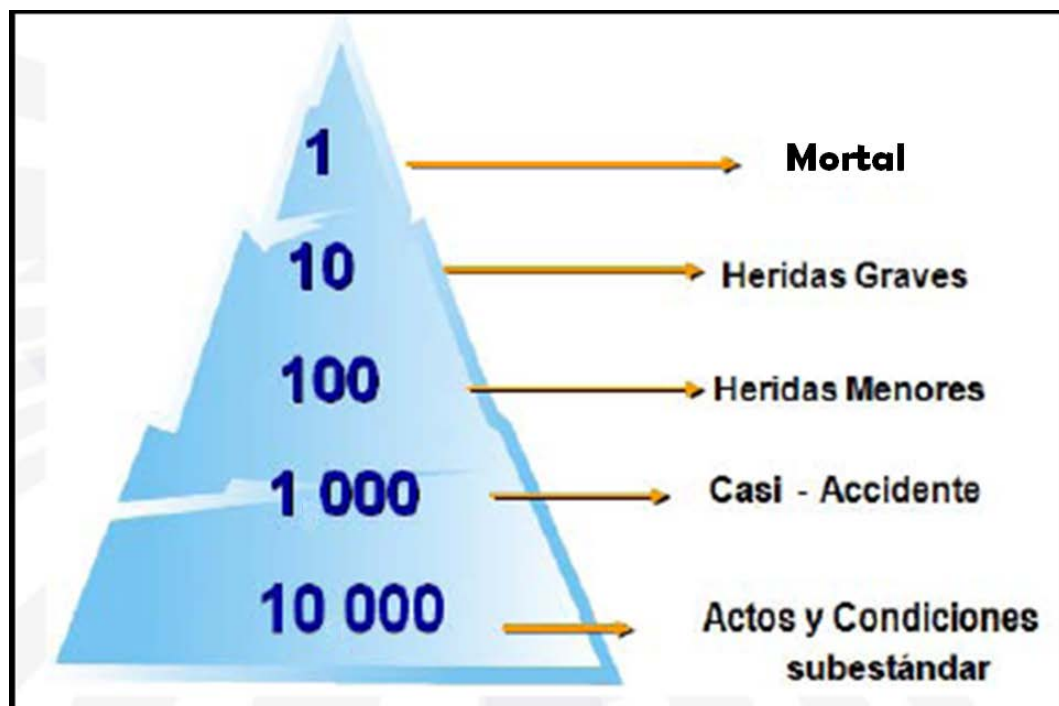 1
Mortal
10
Heridas Graves
100
Heridas Menores
1 000
Casi - Accidente
10 000
Actos y Condiciones
subestándar